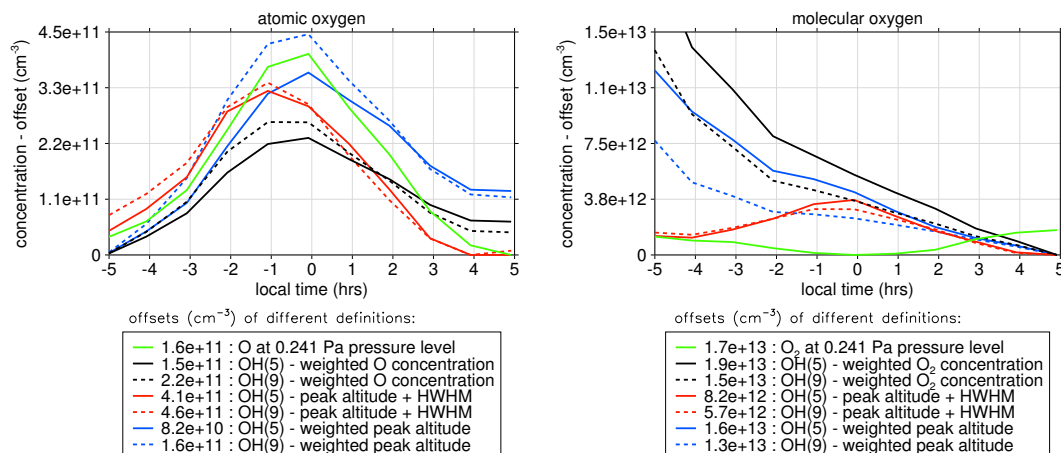 atomic oxygen
concentration - offset (cm⁻³)
4.5e+11
3.3e+11
2.2e+11
1.1e+11
0
-5 -4 -3 -2 -1 0 1 2 3 4 5
local time (hrs)
offsets (cm⁻³) of different definitions:
1.6e+11 : O at 0.241 Pa pressure level
1.5e+11 : OH(5) - weighted O concentration
2.2e+11 : OH(9) - weighted O concentration
4.1e+11 : OH(5) - peak altitude + HWHM
4.6e+11 : OH(9) - peak altitude + HWHM
8.2e+10 : OH(5) - weighted peak altitude
1.6e+11 : OH(9) - weighted peak altitude
molecular oxygen
concentration - offset (cm⁻³)
1.5e+13
1.1e+13
7.5e+12
3.8e+12
0
-5 -4 -3 -2 -1 0 1 2 3 4 5
local time (hrs)
offsets (cm⁻³) of different definitions:
1.7e+13 : O₂ at 0.241 Pa pressure level
1.9e+13 : OH(5) - weighted O₂ concentration
1.5e+13 : OH(9) - weighted O₂ concentration
8.2e+12 : OH(5) - peak altitude + HWHM
5.7e+12 : OH(9) - peak altitude + HWHM
1.6e+13 : OH(5) - weighted peak altitude
1.3e+13 : OH(9) - weighted peak altitude